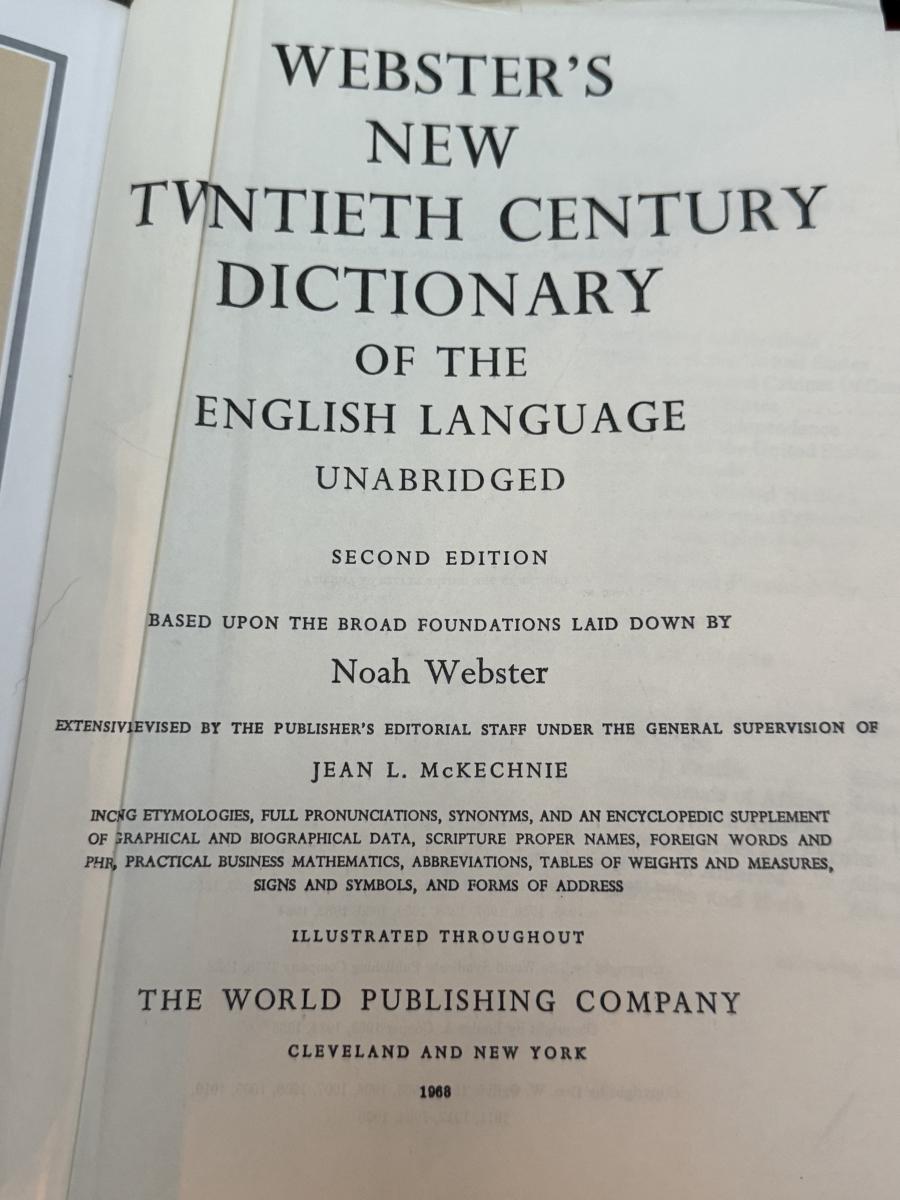 WEBSTER'S
NEW
TWNTIETH CENTURY
DICTIONARY
OF THE
ENGLISH LANGUAGE
UNABRIDGED
SECOND EDITION
BASED UPON THE BROAD FOUNDATIONS LAID DOWN BY
Noah Webster
EXTENSIVEVISED BY THE PUBLISHER'S EDITORIAL STAFF UNDER THE GENERAL SUPERVISION OF
JEAN L. McKECHNIE
INCNG ETYMOLOGIES, FULL PRONUNCIATIONS, SYNONYMS, AND AN ENCYCLOPEDIC SUPPLEMENT
OF GRAPHICAL AND BIOGRAPHICAL DATA, SCRIPTURE PROPER NAMES, FOREIGN WORDS AND
PHR, PRACTICAL BUSINESS MATHEMATICS, ABBREVIATIONS, TABLES OF WEIGHTS AND MEASURES,
SIGNS AND SYMBOLS, AND FORMS OF ADDRESS
ILLUSTRATED THROUGHOUT
THE WORLD PUBLISHING COMPANY
CLEVELAND AND NEW YORK
1968